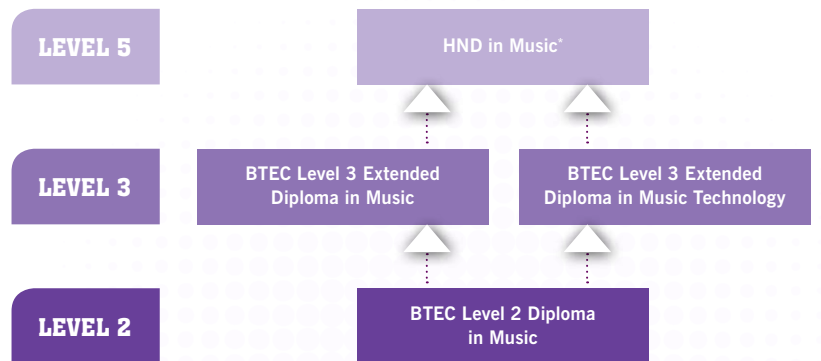 LEVEL 5
HND in Music*
LEVEL 3
BTEC Level 3 Extended
Diploma in Music
BTEC Level 3 Extended
Diploma in Music Technology
LEVEL 2
BTEC Level 2 Diploma
in Music